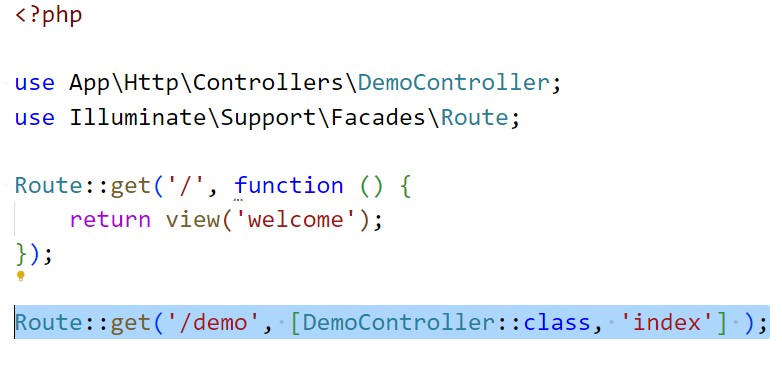 <?php
use App\Http\Controllers\DemoController;
use Illuminate\Support\Facades\Route;
Route::get('/', function () {
    return view('welcome');
});
Route::get('/demo', [DemoController::class, 'index'] );